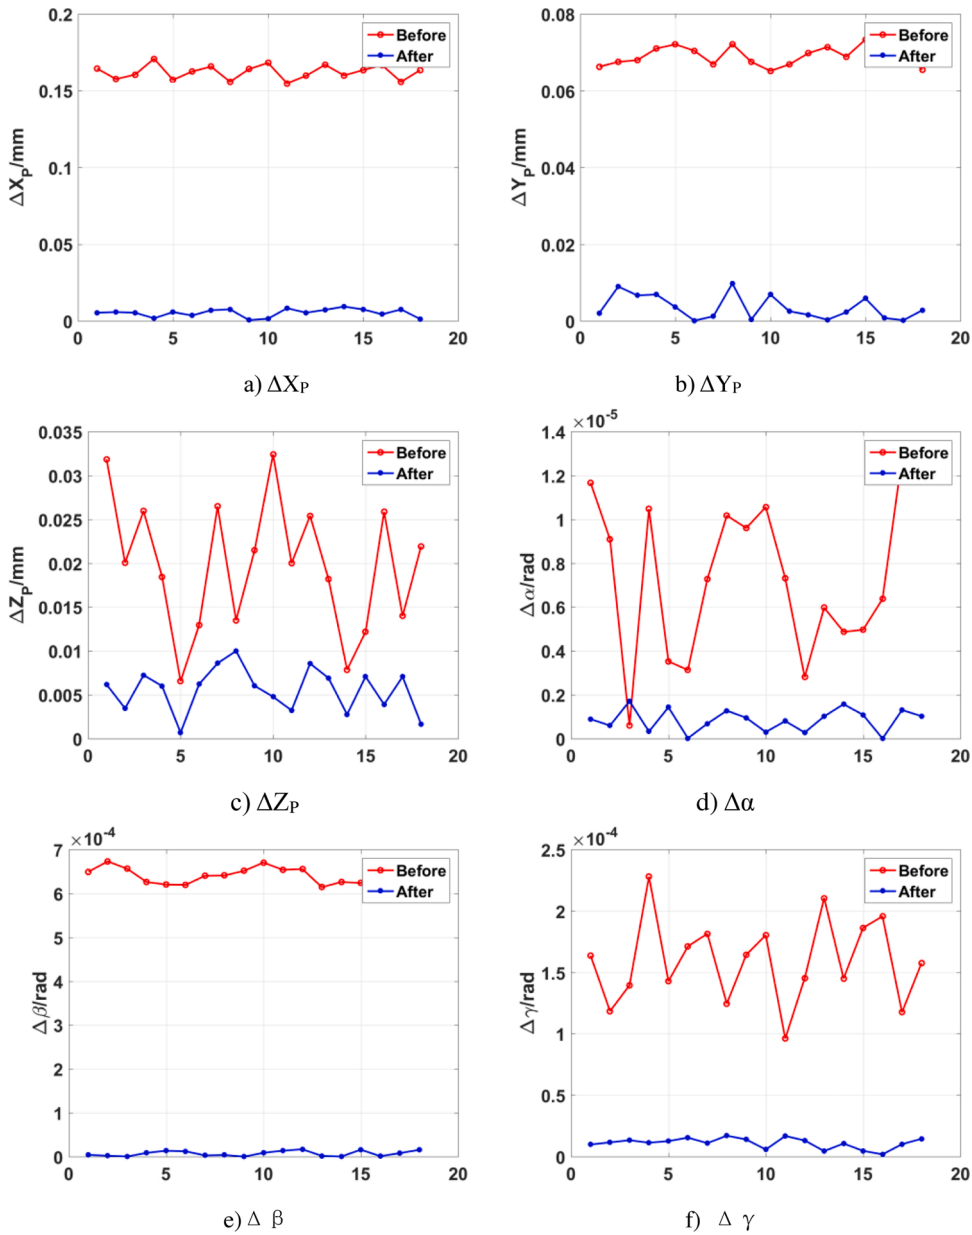 0.2
0.15
0.1
0.05
0
ΔX_P/mm
Before
After
0 5 10 15 20
a) ΔX_P
0.08
0.06
0.04
0.02
0
ΔY_P/mm
Before
After
0 5 10 15 20
b) ΔY_P
0.035
0.03
0.025
0.02
0.015
0.01
0.005
0
ΔZ_P/mm
Before
After
0 5 10 15 20
c) ΔZ_P
×10^-5
1.4
1.2
1
0.8
0.6
0.4
0.2
0
Δα/rad
Before
After
0 5 10 15 20
d) Δα
×10^-4
7
6
5
4
3
2
1
0
Δβ/rad
Before
After
0 5 10 15 20
e) Δ β
×10^-4
2.5
2
1.5
1
0.5
0
Δγ/rad
Before
After
0 5 10 15 20
f) Δ γ